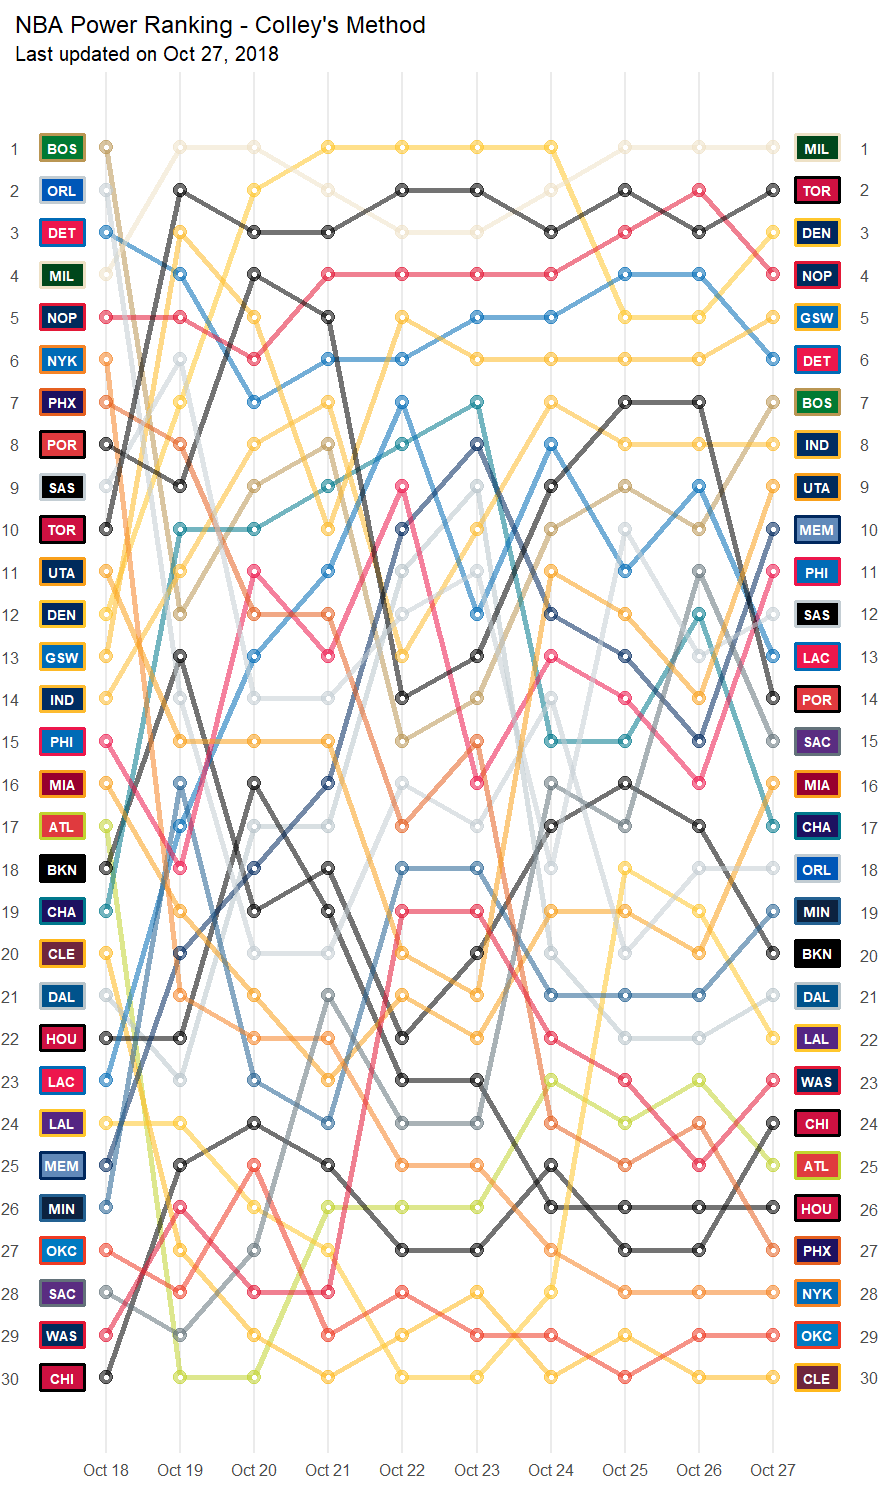 NBA Power Ranking - Colley's Method
Last updated on Oct 27, 2018
1 BOS MIL 1
2 ORL TOR 2
3 DET DEN 3
4 MIL NOP 4
5 NOP GSW 5
6 NYK DET 6
7 PHX BOS 7
8 POR IND 8
9 SAS UTA 9
10 TOR MEM 10
11 UTA PHI 11
12 DEN SAS 12
13 GSW LAC 13
14 IND POR 14
15 PHI SAC 15
16 MIA MIA 16
17 ATL CHA 17
18 BKN ORL 18
19 CHA MIN 19
20 CLE BKN 20
21 DAL DAL 21
22 HOU LAL 22
23 LAC WAS 23
24 LAL CHI 24
25 MEM ATL 25
26 MIN HOU 26
27 OKC PHX 27
28 SAC NYK 28
29 WAS OKC 29
30 CHI CLE 30
Oct 18 Oct 19 Oct 20 Oct 21 Oct 22 Oct 23 Oct 24 Oct 25 Oct 26 Oct 27